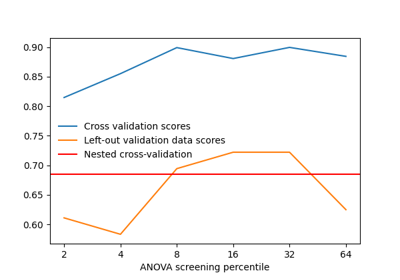 0.90
0.85
0.80
0.75
0.70
0.65
0.60
Cross validation scores
Left-out validation data scores
Nested cross-validation
2 4 8 16 32 64
ANOVA screening percentile